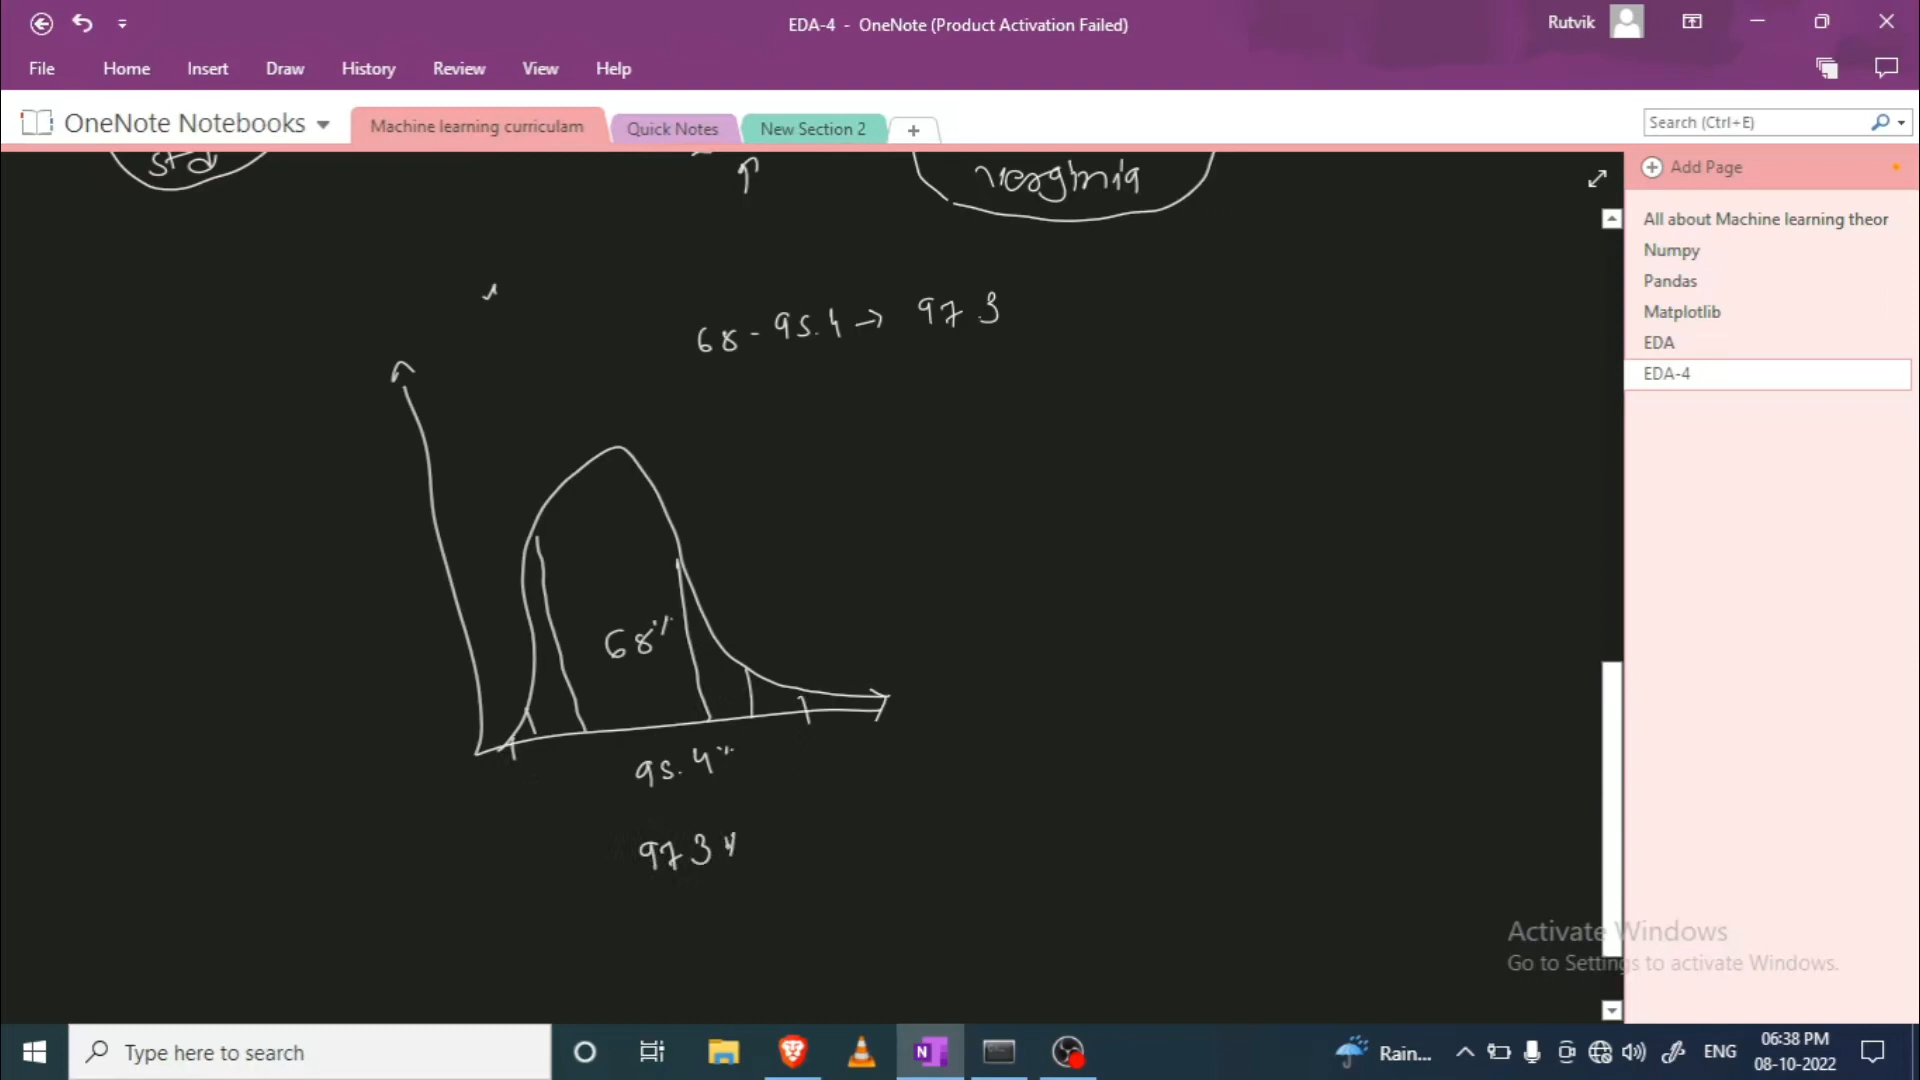 EDA-4 - OneNote (Product Activation Failed)
Rutvik
File Home Insert Draw History Review View Help
OneNote Notebooks
Machine learning curriculam
Quick Notes
New Section 2
Search (Ctrl+E)
Add Page
All about Machine learning theor
Numpy
Pandas
Matplotlib
EDA
EDA-4
std
68 - 95.4 → 97.3
68%
95.4%
97.3%
Activate Windows
Go to Settings to activate Windows.
Type here to search
N
Rain...
ENG
06:38 PM
08-10-2022